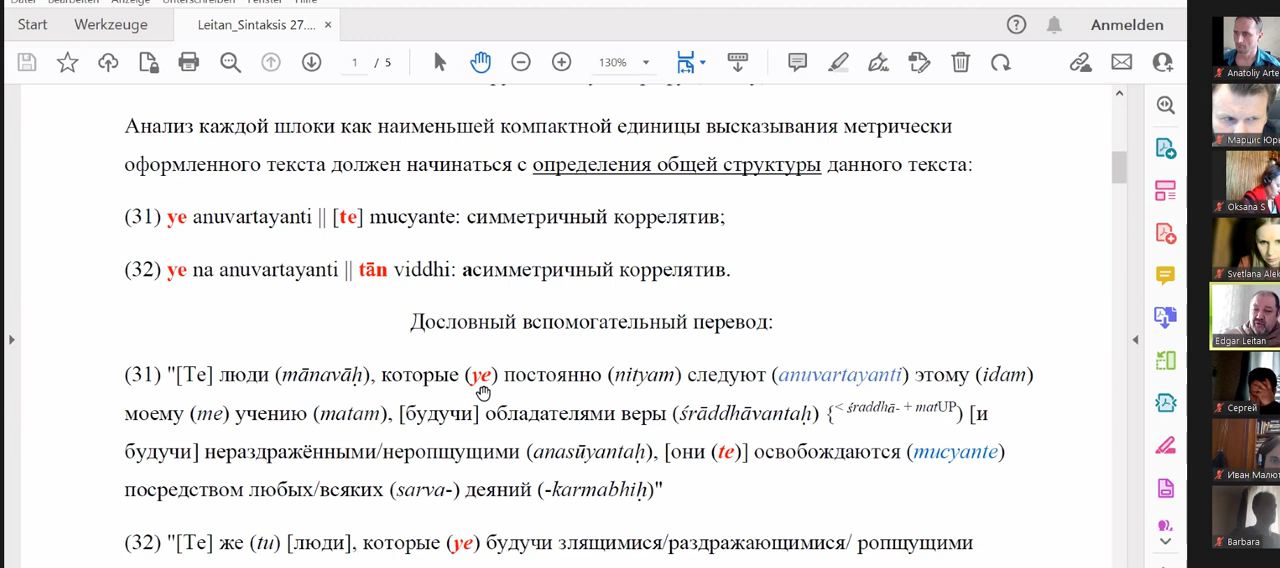 Start Werkzeuge Leitan_Sintaksis 27.... × Anmelden
1 / 5 130%
Анализ каждой шлоки как наименьшей компактной единицы высказывания метрически
оформленного текста должен начинаться с определения общей структуры данного текста:
(31) ye anuvartayanti || [te] mucyante: симметричный коррелятив;
(32) ye na anuvartayanti || tān viddhi: асимметричный коррелятив.
Дословный вспомогательный перевод:
(31) "[Те] люди (mānavāḥ), которые (ye) постоянно (nityam) следуют (anuvartayanti) этому (idam)
моему (me) учению (matam), [будучи] обладателями веры (śrāddhāvantaḥ) {< śraddhā- + matUP) [и
будучи] нераздражёнными/неропщущими (anasūyantaḥ), [они (te)] освобождаются (mucyante)
посредством любых/всяких (sarva-) деяний (-karmabhiḥ)"
(32) "[Те] же (tu) [люди], которые (ye) будучи злящимися/раздражающимися/ ропщущими
Anatoliy Arte
Марцис Юрь
Oksana S
Svetlana Alek
Edgar Leitan
Сергей
Иван Малют
Barbara